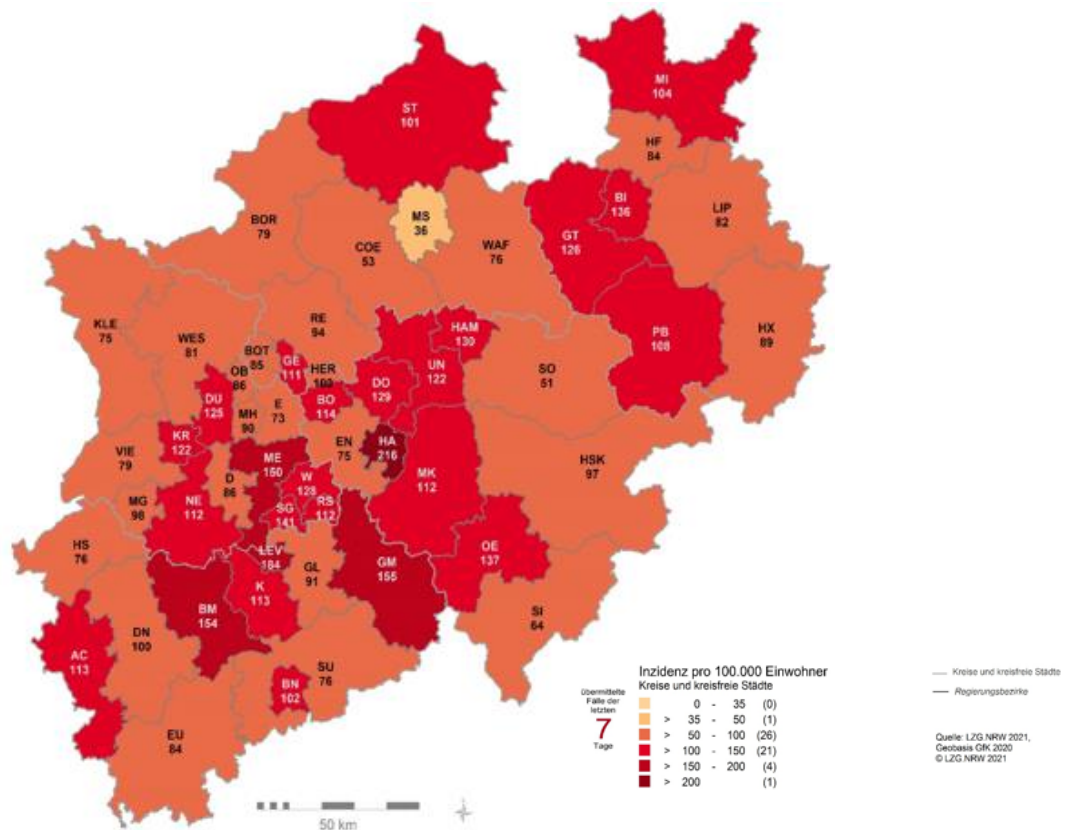 MI
104
ST
101
HF
84
BI
136
LIP
82
MS
36
BOR
79
GT
126
WAF
76
COE
53
KLE
75
RE
94
HAM
130
PB
108
HX
89
WES
81
BOT
85
GE
111
HER
100
UN
122
SO
51
OB
86
DO
129
DU
125
BO
114
E
73
MH
90
KR
122
EN
75
HA
216
HSK
97
VIE
79
ME
150
MK
112
D
86
W
128
MG
98
NE
112
SG
141
RS
112
HS
76
LEV
184
OE
137
GL
91
GM
155
K
113
BM
154
SI
64
DN
100
AC
113
SU
76
BN
102
EU
84
50 km
übermittelte
Fälle der
letzten
7
Tage
Inzidenz pro 100.000 Einwohner
Kreise und kreisfreie Städte
0 - 35 (0)
> 35 - 50 (1)
> 50 - 100 (26)
> 100 - 150 (21)
> 150 - 200 (4)
> 200 (1)
Kreise und kreisfreie Städte
Regierungsbezirke
Quelle: LZG.NRW 2021,
Geobasis GfK 2020
© LZG.NRW 2021